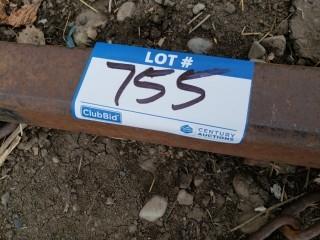 LOT #
755
ClubBid
CENTURY
AUCTIONS